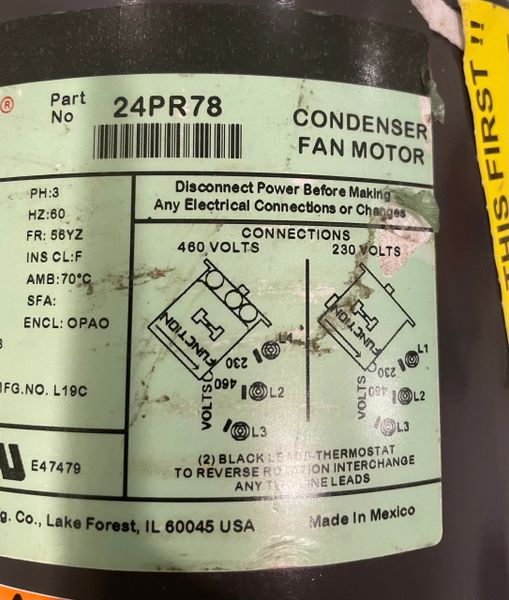 ®
Part No 24PR78
CONDENSER
FAN MOTOR
PH:3
HZ:60
FR: 56YZ
INS CL:F
AMB:70°C
SFA:
ENCL: OPAO
MFG.NO. L19C
E47479
Disconnect Power Before Making
Any Electrical Connections or Changes
CONNECTIONS
460 VOLTS
230 VOLTS
FUNCTION
230
460
VOLTS
L1
L2
L3
FUNCTION
230
460
VOLTS
L1
L2
L3
(2) BLACK LEADS-THERMOSTAT
TO REVERSE ROTATION INTERCHANGE
ANY TWO LINE LEADS
Co., Lake Forest, IL 60045 USA
Made In Mexico
THIS FIRST !!